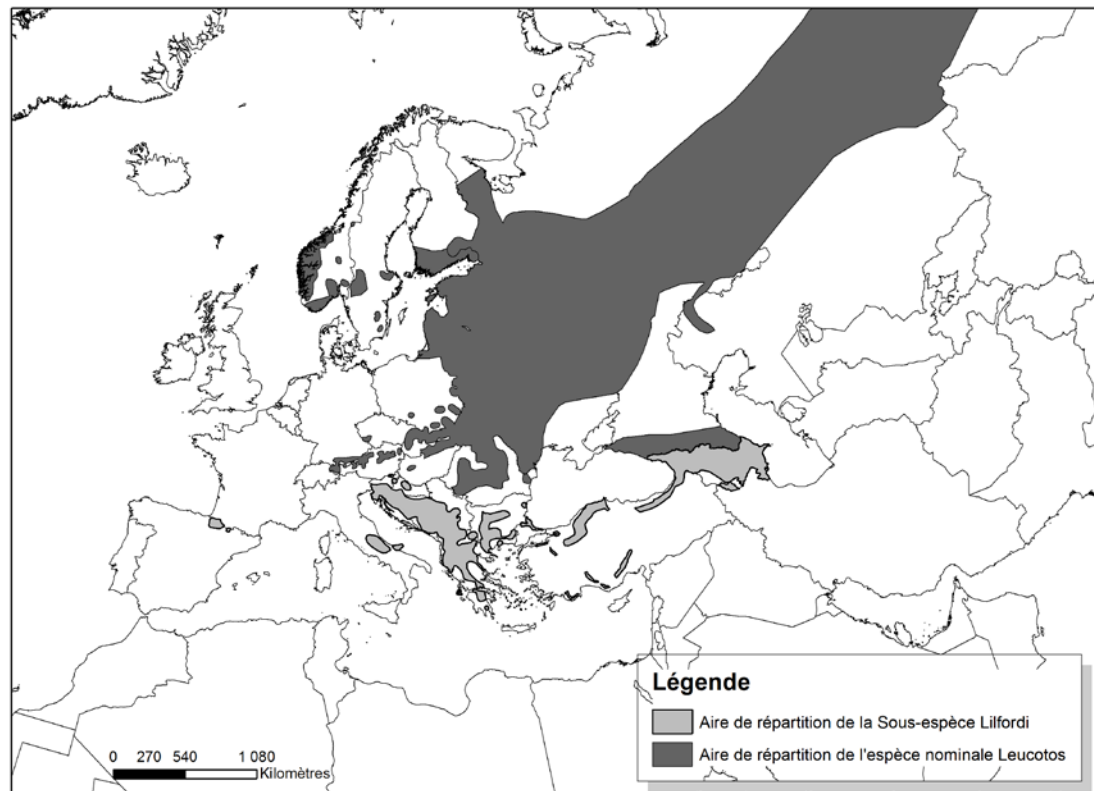 Légende
Aire de répartition de la Sous-espèce Lilfordi
Aire de répartition de l'espèce nominale Leucotos
0 270 540 1 080
Kilomètres